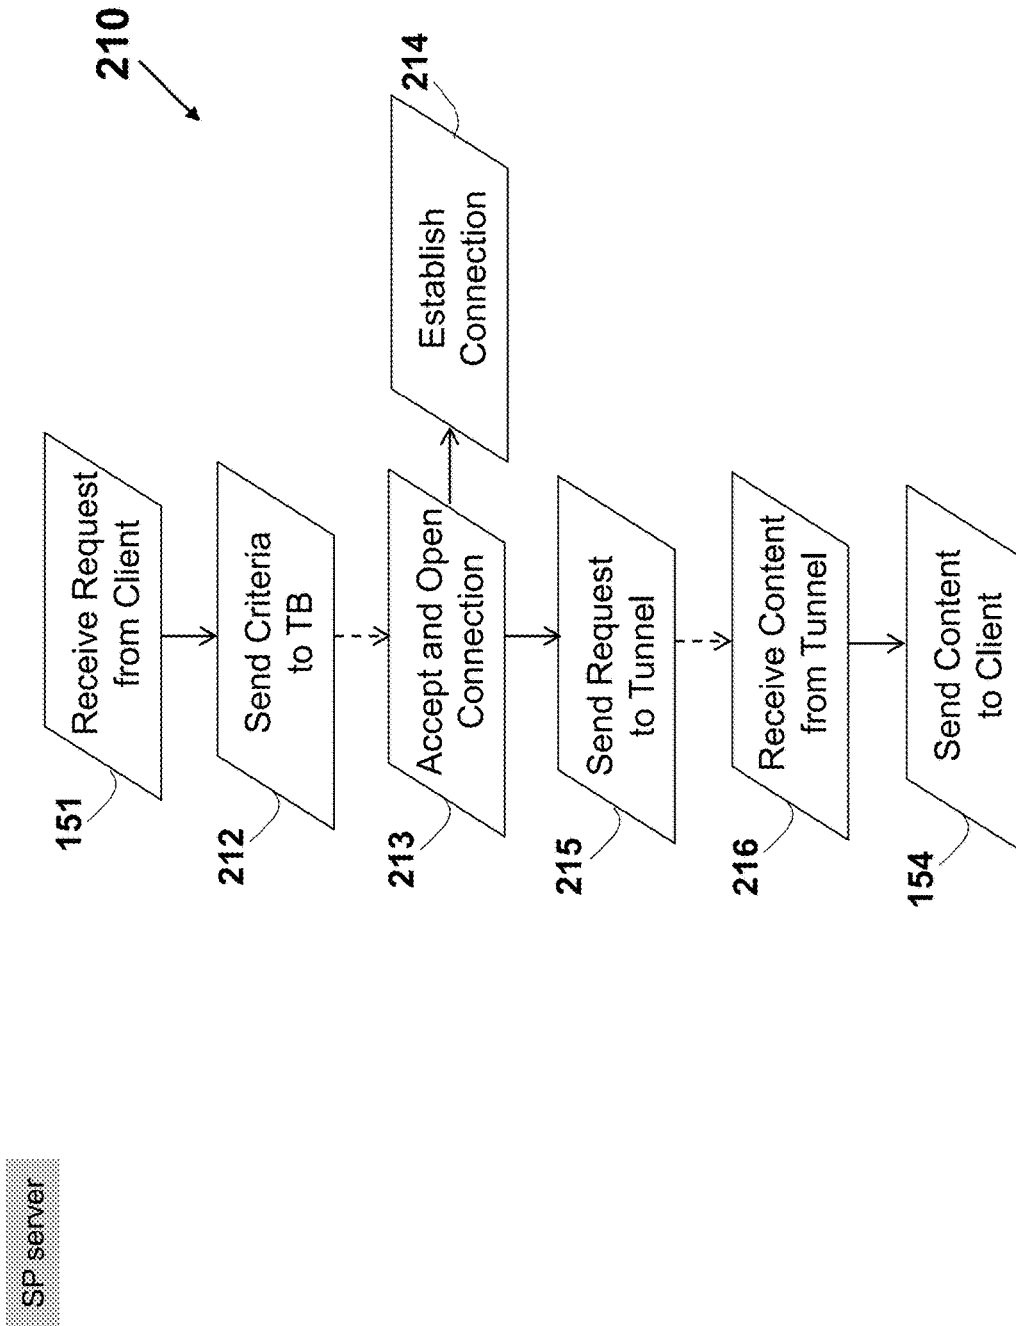 SP server
210
151
Receive Request
from Client
212
Send Criteria
to TB
213
Accept and Open
Connection
214
Establish
Connection
215
Send Request
to Tunnel
216
Receive Content
from Tunnel
154
Send Content
to Client